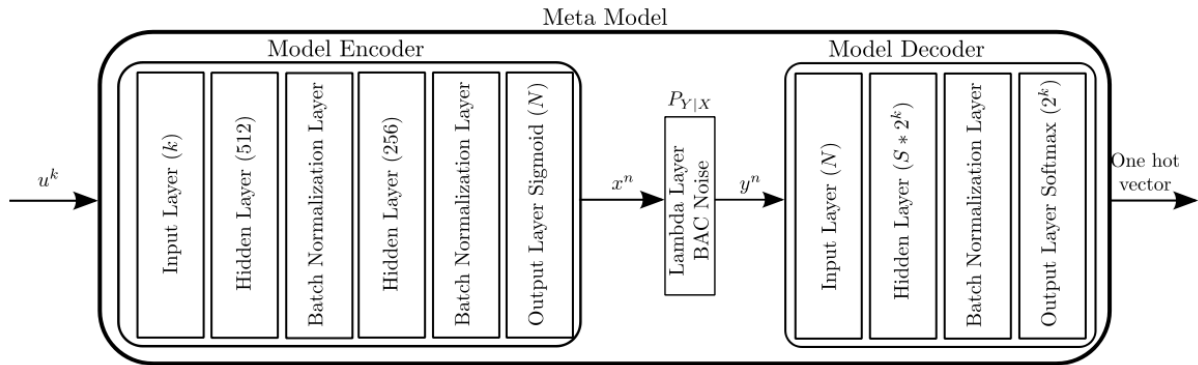 Meta Model
Model Encoder
Model Decoder
u^k
Input Layer (k)
Hidden Layer (512)
Batch Normalization Layer
Hidden Layer (256)
Batch Normalization Layer
Output Layer Sigmoid (N)
x^n
P_{Y|X}
Lambda Layer
BAC Noise
y^n
Input Layer (N)
Hidden Layer (S * 2^k)
Batch Normalization Layer
Output Layer Softmax (2^k)
One hot
vector